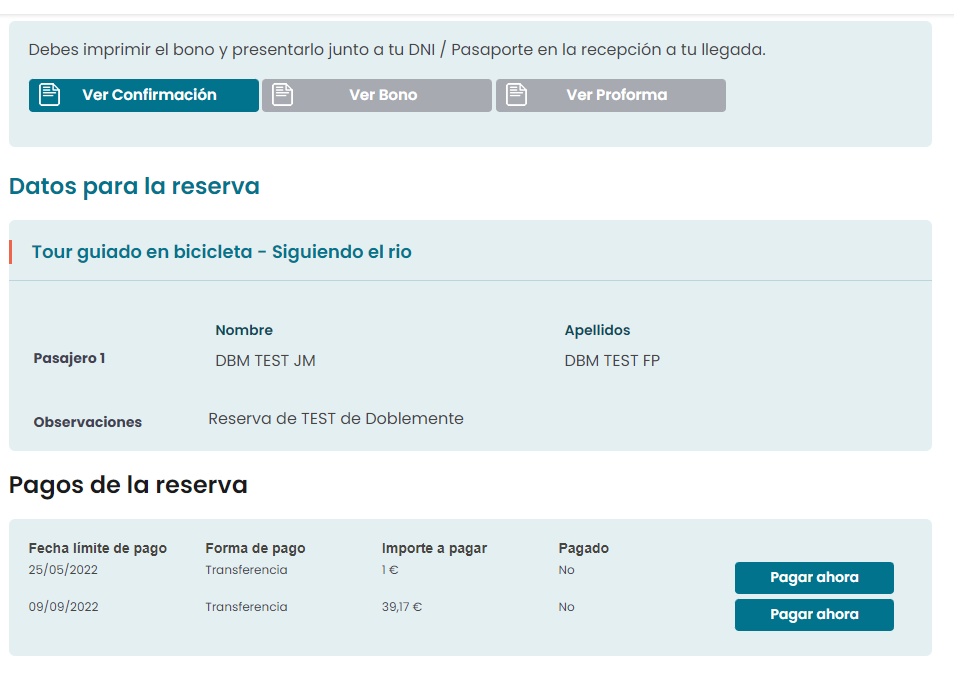 Debes imprimir el bono y presentarlo junto a tu DNI / Pasaporte en la recepción a tu llegada.
Ver Confirmación Ver Bono Ver Proforma
Datos para la reserva
Tour guiado en bicicleta - Siguiendo el rio
Nombre Apellidos
Pasajero 1 DBM TEST JM DBM TEST FP
Observaciones Reserva de TEST de Doblemente
Pagos de la reserva
Fecha límite de pago Forma de pago Importe a pagar Pagado
25/05/2022 Transferencia 1 € No Pagar ahora
09/09/2022 Transferencia 39,17 € No Pagar ahora